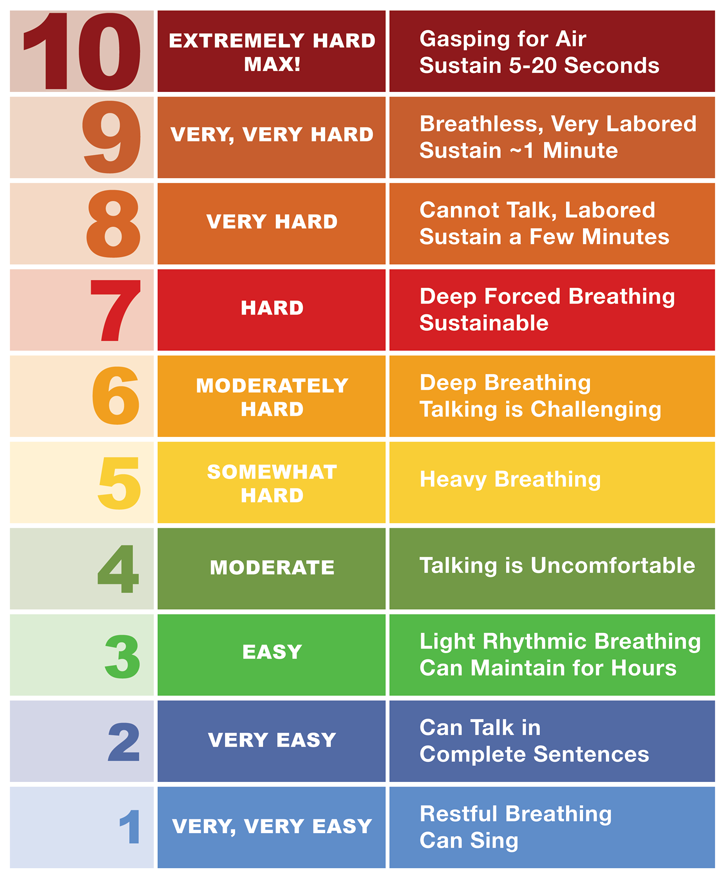 10
EXTREMELY HARD
MAX!
Gasping for Air
Sustain 5-20 Seconds
9
VERY, VERY HARD
Breathless, Very Labored
Sustain ~1 Minute
8
VERY HARD
Cannot Talk, Labored
Sustain a Few Minutes
7
HARD
Deep Forced Breathing
Sustainable
6
MODERATELY
HARD
Deep Breathing
Talking is Challenging
5
SOMEWHAT
HARD
Heavy Breathing
4
MODERATE
Talking is Uncomfortable
3
EASY
Light Rhythmic Breathing
Can Maintain for Hours
2
VERY EASY
Can Talk in
Complete Sentences
1
VERY, VERY EASY
Restful Breathing
Can Sing